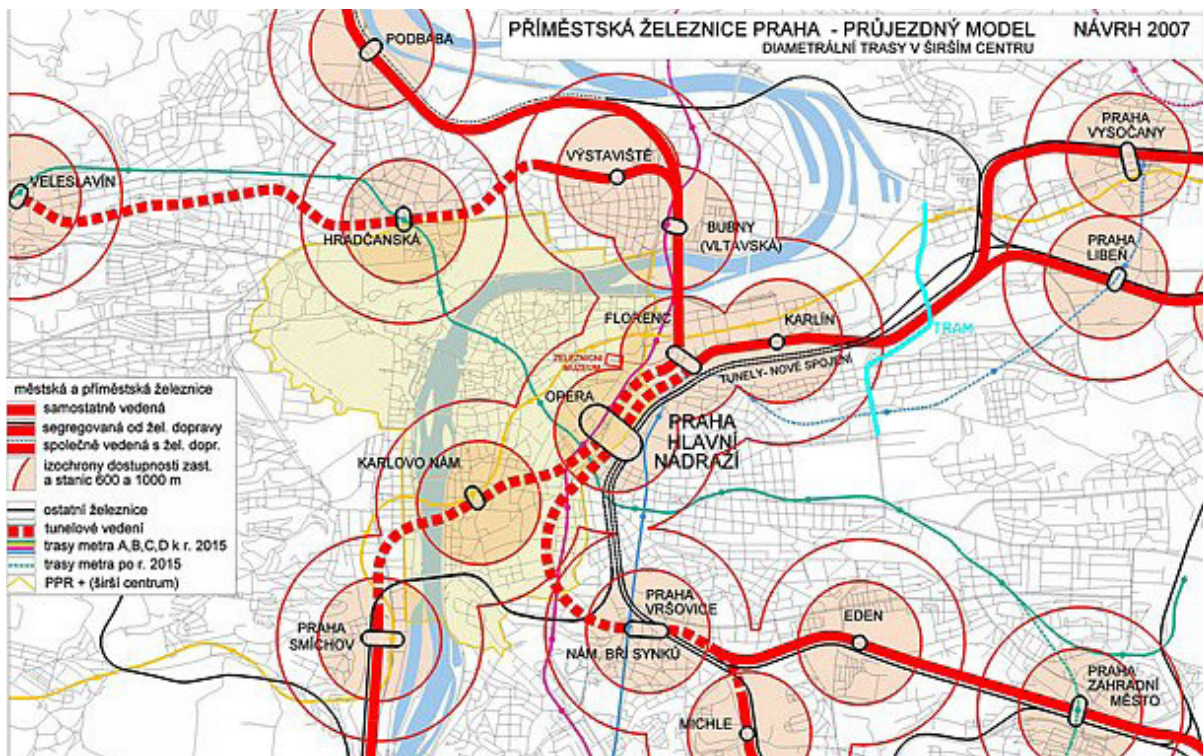 PŘÍMĚSTSKÁ ŽELEZNICE PRAHA - PRŮJEZDNÝ MODEL NÁVRH 2007
DIAMETRÁLNÍ TRASY V ŠIRŠÍM CENTRU
PODBABA
PRAHA
VYSOČANY
VÝSTAVIŠTĚ
VELESLAVÍN
HRADČANSKÁ
BUBNY
(VLTAVSKÁ)
PRAHA
LIBEŇ
FLORENC
KARLÍN
TRAM
ŽELEZNIČNÍ
MUZEUM
TUNELY- NOVÉ SPOJENÍ
OPERA
PRAHA
HLAVNÍ
NÁDRAŽÍ
KARLOVO NÁM.
městská a příměstská železnice
samostatně vedená
segregovaná od žel. dopravy
společně vedená s žel. dopr.
izochrony dostupnosti zast.
a stanic 600 a 1000 m
ostatní železnice
tunelové vedení
trasy metra A,B,C,D k r. 2015
trasy metra po r. 2015
PPR + (širší centrum)
PRAHA
SMÍCHOV
PRAHA
VRŠOVICE
NÁM. BŘÍ SYNKŮ
EDEN
PRAHA
ZAHRADNÍ
MĚSTO
MICHLE